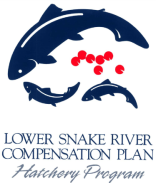 LOWER SNAKE RIVER
COMPENSATION PLAN
Hatchery Program